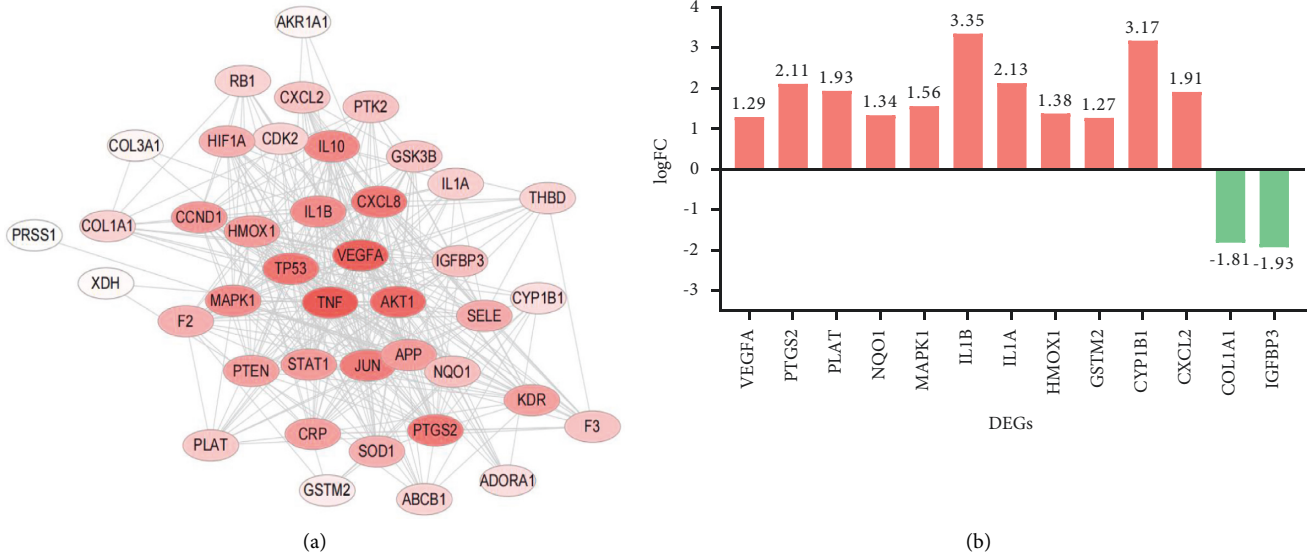 AKR1A1
RB1
CXCL2
PTK2
COL3A1
HIF1A
CDK2
IL10
GSK3B
IL1A
THBD
CXCL8
IL1B
CCND1
COL1A1
HMOX1
PRSS1
VEGFA
IGFBP3
TP53
XDH
CYP1B1
MAPK1
TNF
AKT1
F2
SELE
APP
STAT1
JUN
PTEN
NQO1
KDR
F3
PTGS2
CRP
PLAT
SOD1
ADORA1
GSTM2
ABCB1
(a)
4
3
2
1
0
-1
-2
-3
logFC
1.29
2.11
1.93
1.34
1.56
3.35
2.13
1.38
1.27
3.17
1.91
-1.81
-1.93
VEGFA
PTGS2
PLAT
NQO1
MAPK1
IL1B
IL1A
HMOX1
GSTM2
CYP1B1
CXCL2
COL1A1
IGFBP3
DEGs
(b)